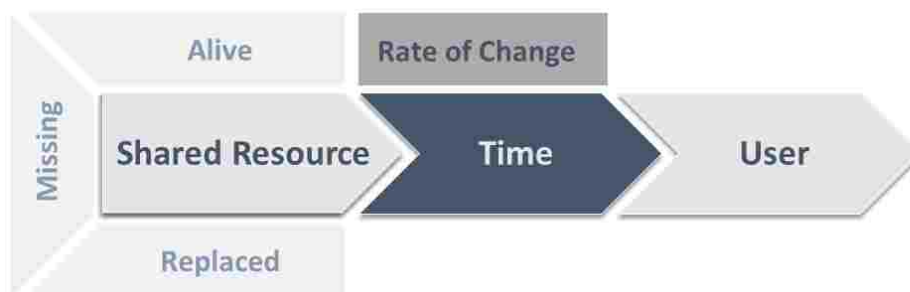 Alive
Rate of Change
Missing
Shared Resource
Time
User
Replaced